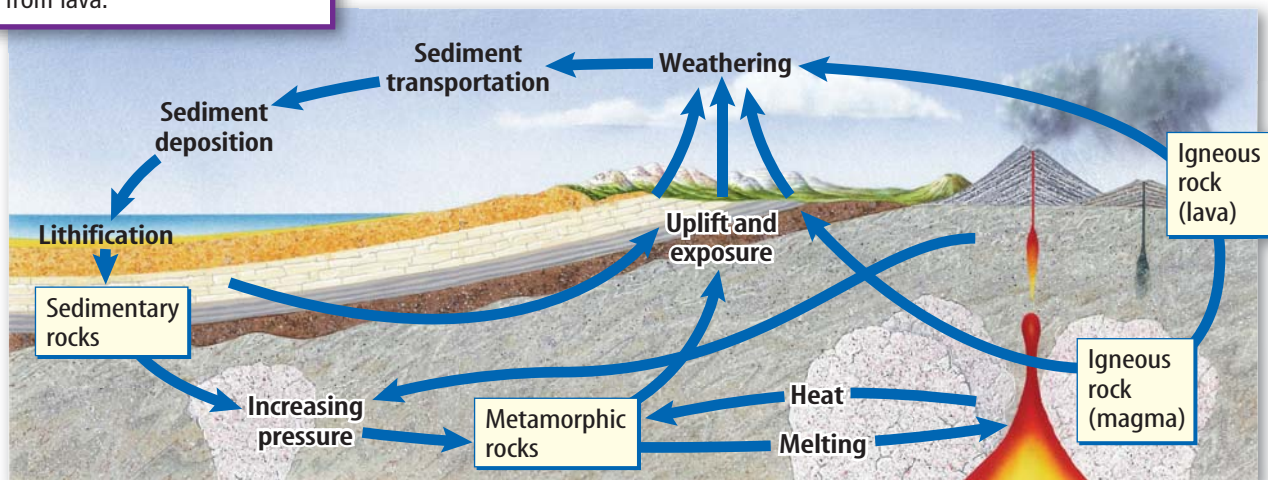 from lava.
Sediment
transportation
Weathering
Sediment
deposition
Igneous
rock
(lava)
Lithification
Uplift and
exposure
Sedimentary
rocks
Igneous
rock
(magma)
Increasing
pressure
Metamorphic
rocks
Heat
Melting